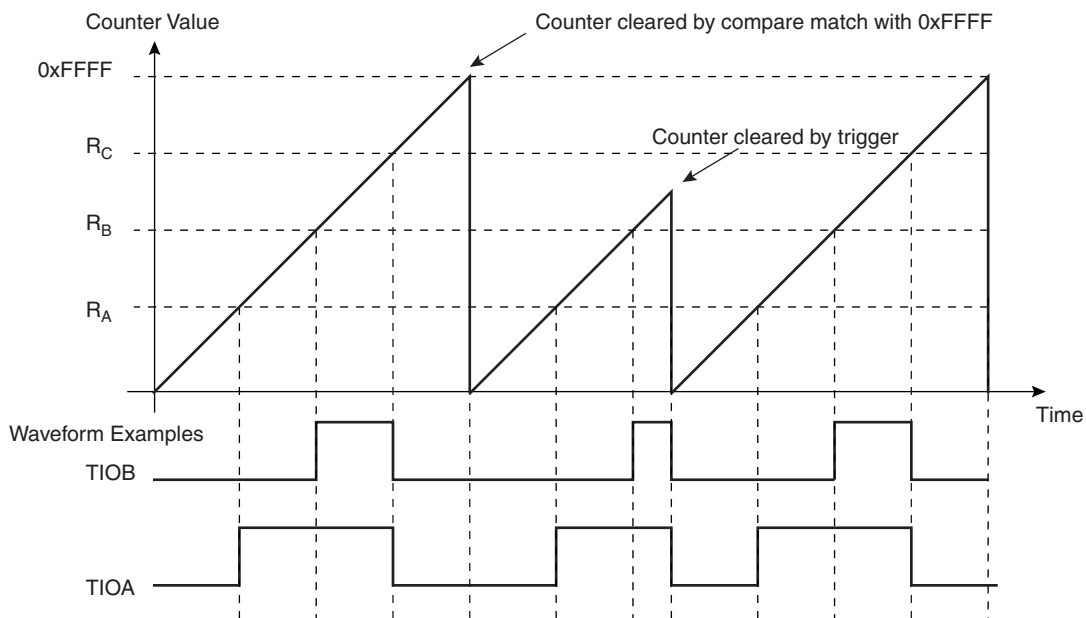 Counter Value
Counter cleared by compare match with 0xFFFF
0xFFFF
Counter cleared by trigger
RC
RB
RA
Time
Waveform Examples
TIOB
TIOA